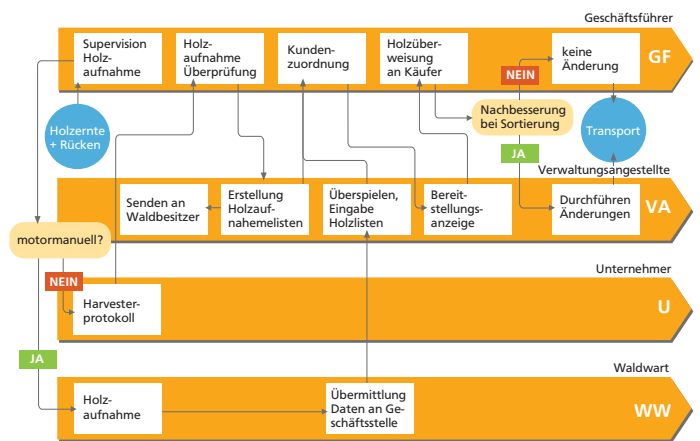 Geschäftsführer
Supervision
Holz-
aufnahme
Holz-
aufnahme
Überprüfung
Kunden-
zuordnung
Holzüber-
weisung
an Käufer
NEIN
keine
Änderung
GF
Holzernte
+ Rücken
Nachbesserung
bei Sortierung
Transport
JA
Verwaltungsangestellte
Senden an
Waldbesitzer
Erstellung
Holzauf-
nahemelisten
Überspielen,
Eingabe
Holzlisten
Bereit-
stellungs-
anzeige
Durchführen
Änderungen
VA
motormanuell?
NEIN
Unternehmer
Harvester-
protokoll
U
JA
Waldwart
Holz-
aufnahme
Übermittlung
Daten an Ge-
schäftsstelle
WW